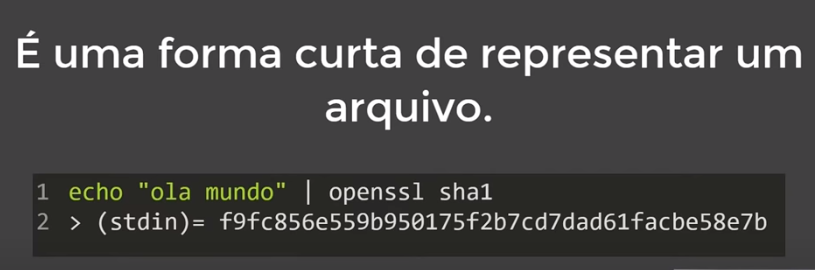 É uma forma curta de representar um
arquivo.
1 echo "ola mundo" | openssl sha1
2 > (stdin)= f9fc856e559b950175f2b7cd7dad61facbe58e7b